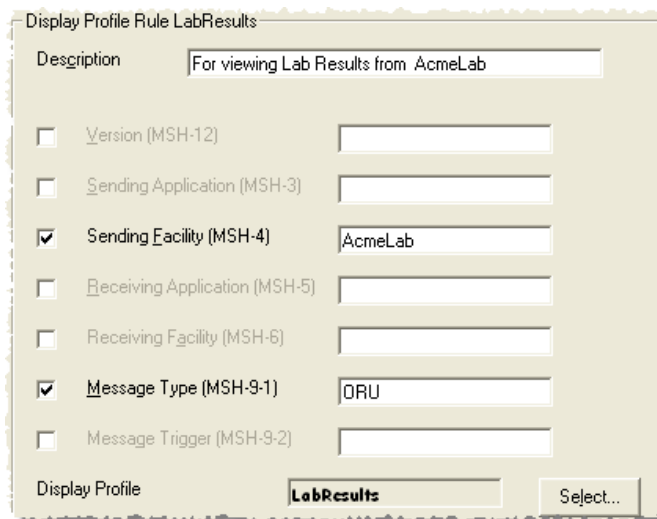 Display Profile Rule LabResults
Description For viewing Lab Results from AcmeLab
Version (MSH-12)
Sending Application (MSH-3)
Sending Facility (MSH-4) AcmeLab
Receiving Application (MSH-5)
Receiving Facility (MSH-6)
Message Type (MSH-9-1) ORU
Message Trigger (MSH-9-2)
Display Profile LabResults Select...